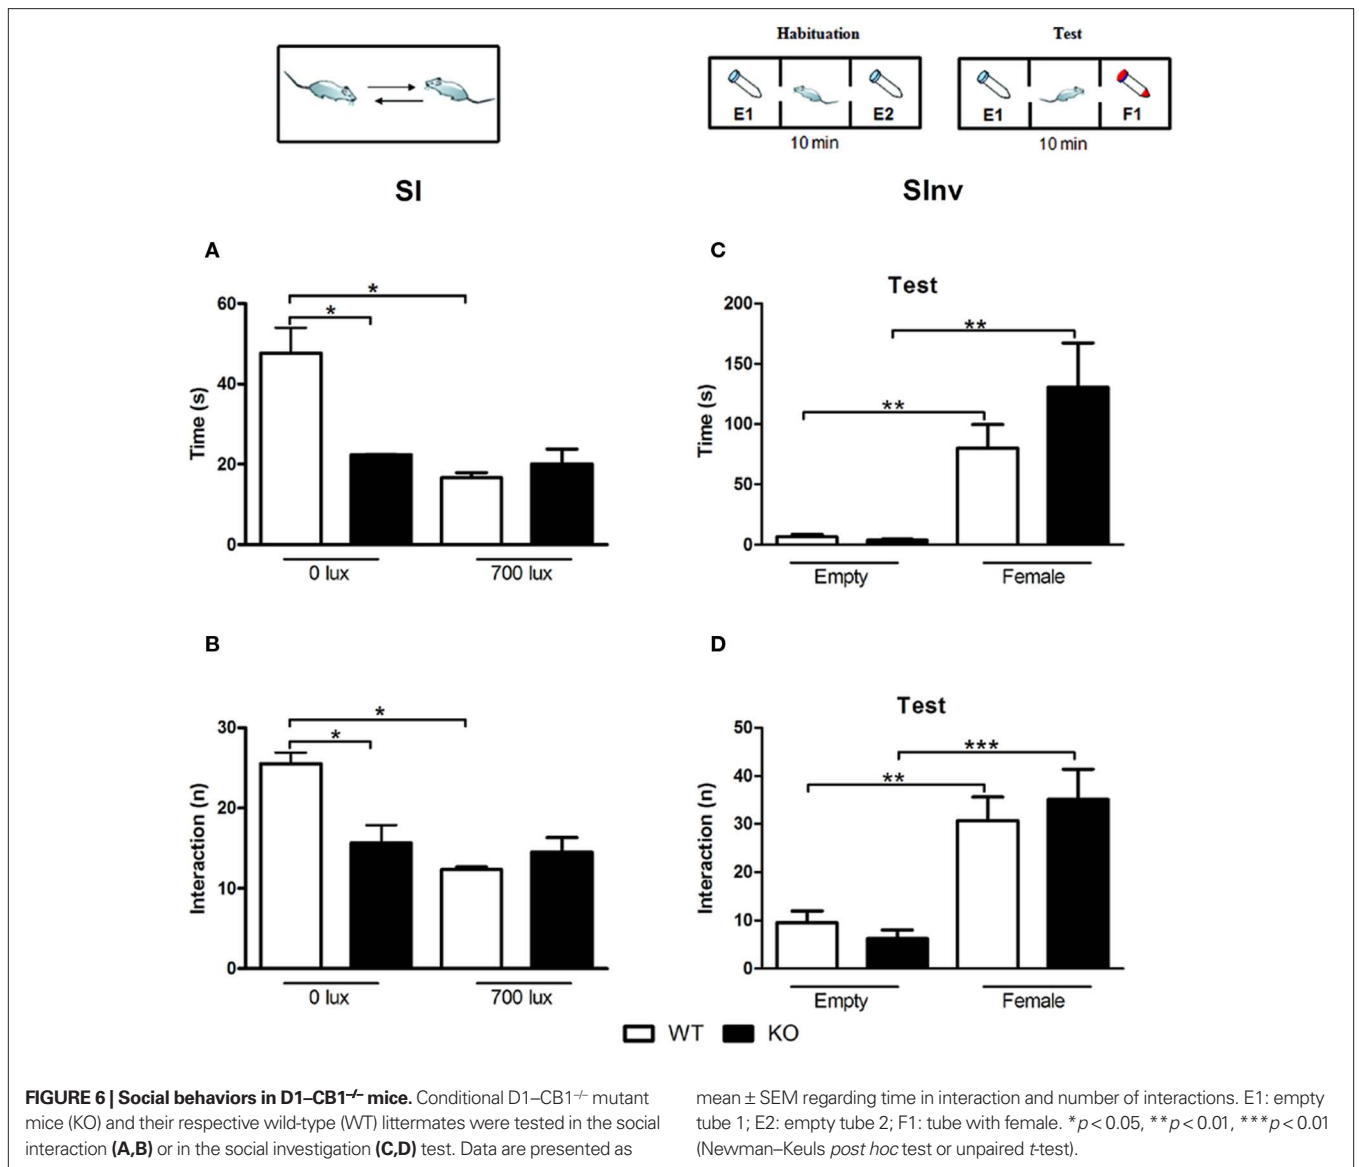 Habituation
Test
E1
E2
E1
F1
10 min
10 min
SI
SInv
A
60
40
20
0
Time (s)
*
*
0 lux
700 lux
C
Test
200
150
100
50
0
Time (s)
**
**
Empty
Female
B
30
20
10
0
Interaction (n)
*
*
0 lux
700 lux
D
Test
50
40
30
20
10
0
Interaction (n)
***
**
Empty
Female
WT
KO
FIGURE 6 | Social behaviors in D1–CB1−/− mice. Conditional D1–CB1−/− mutant
mice (KO) and their respective wild-type (WT) littermates were tested in the social
interaction (A,B) or in the social investigation (C,D) test. Data are presented as
mean ± SEM regarding time in interaction and number of interactions. E1: empty
tube 1; E2: empty tube 2; F1: tube with female. *p < 0.05, **p < 0.01, ***p < 0.01
(Newman–Keuls post hoc test or unpaired t-test).